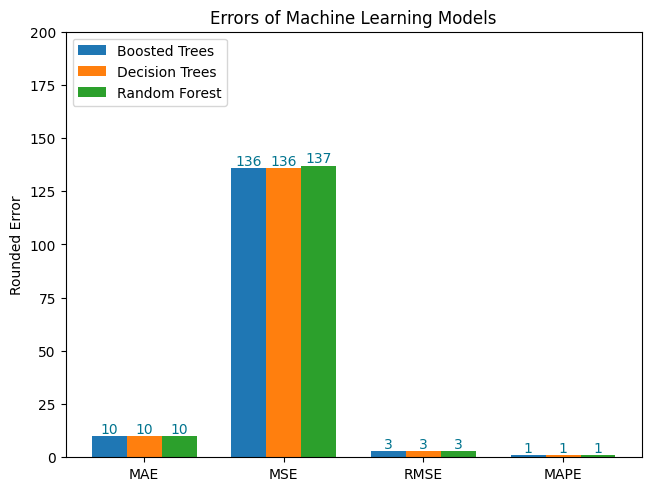 Errors of Machine Learning Models
Boosted Trees
Decision Trees
Random Forest
Rounded Error
200
175
150
125
100
75
50
25
0
10 10 10
136 136 137
3 3 3
1 1 1
MAE MSE RMSE MAPE